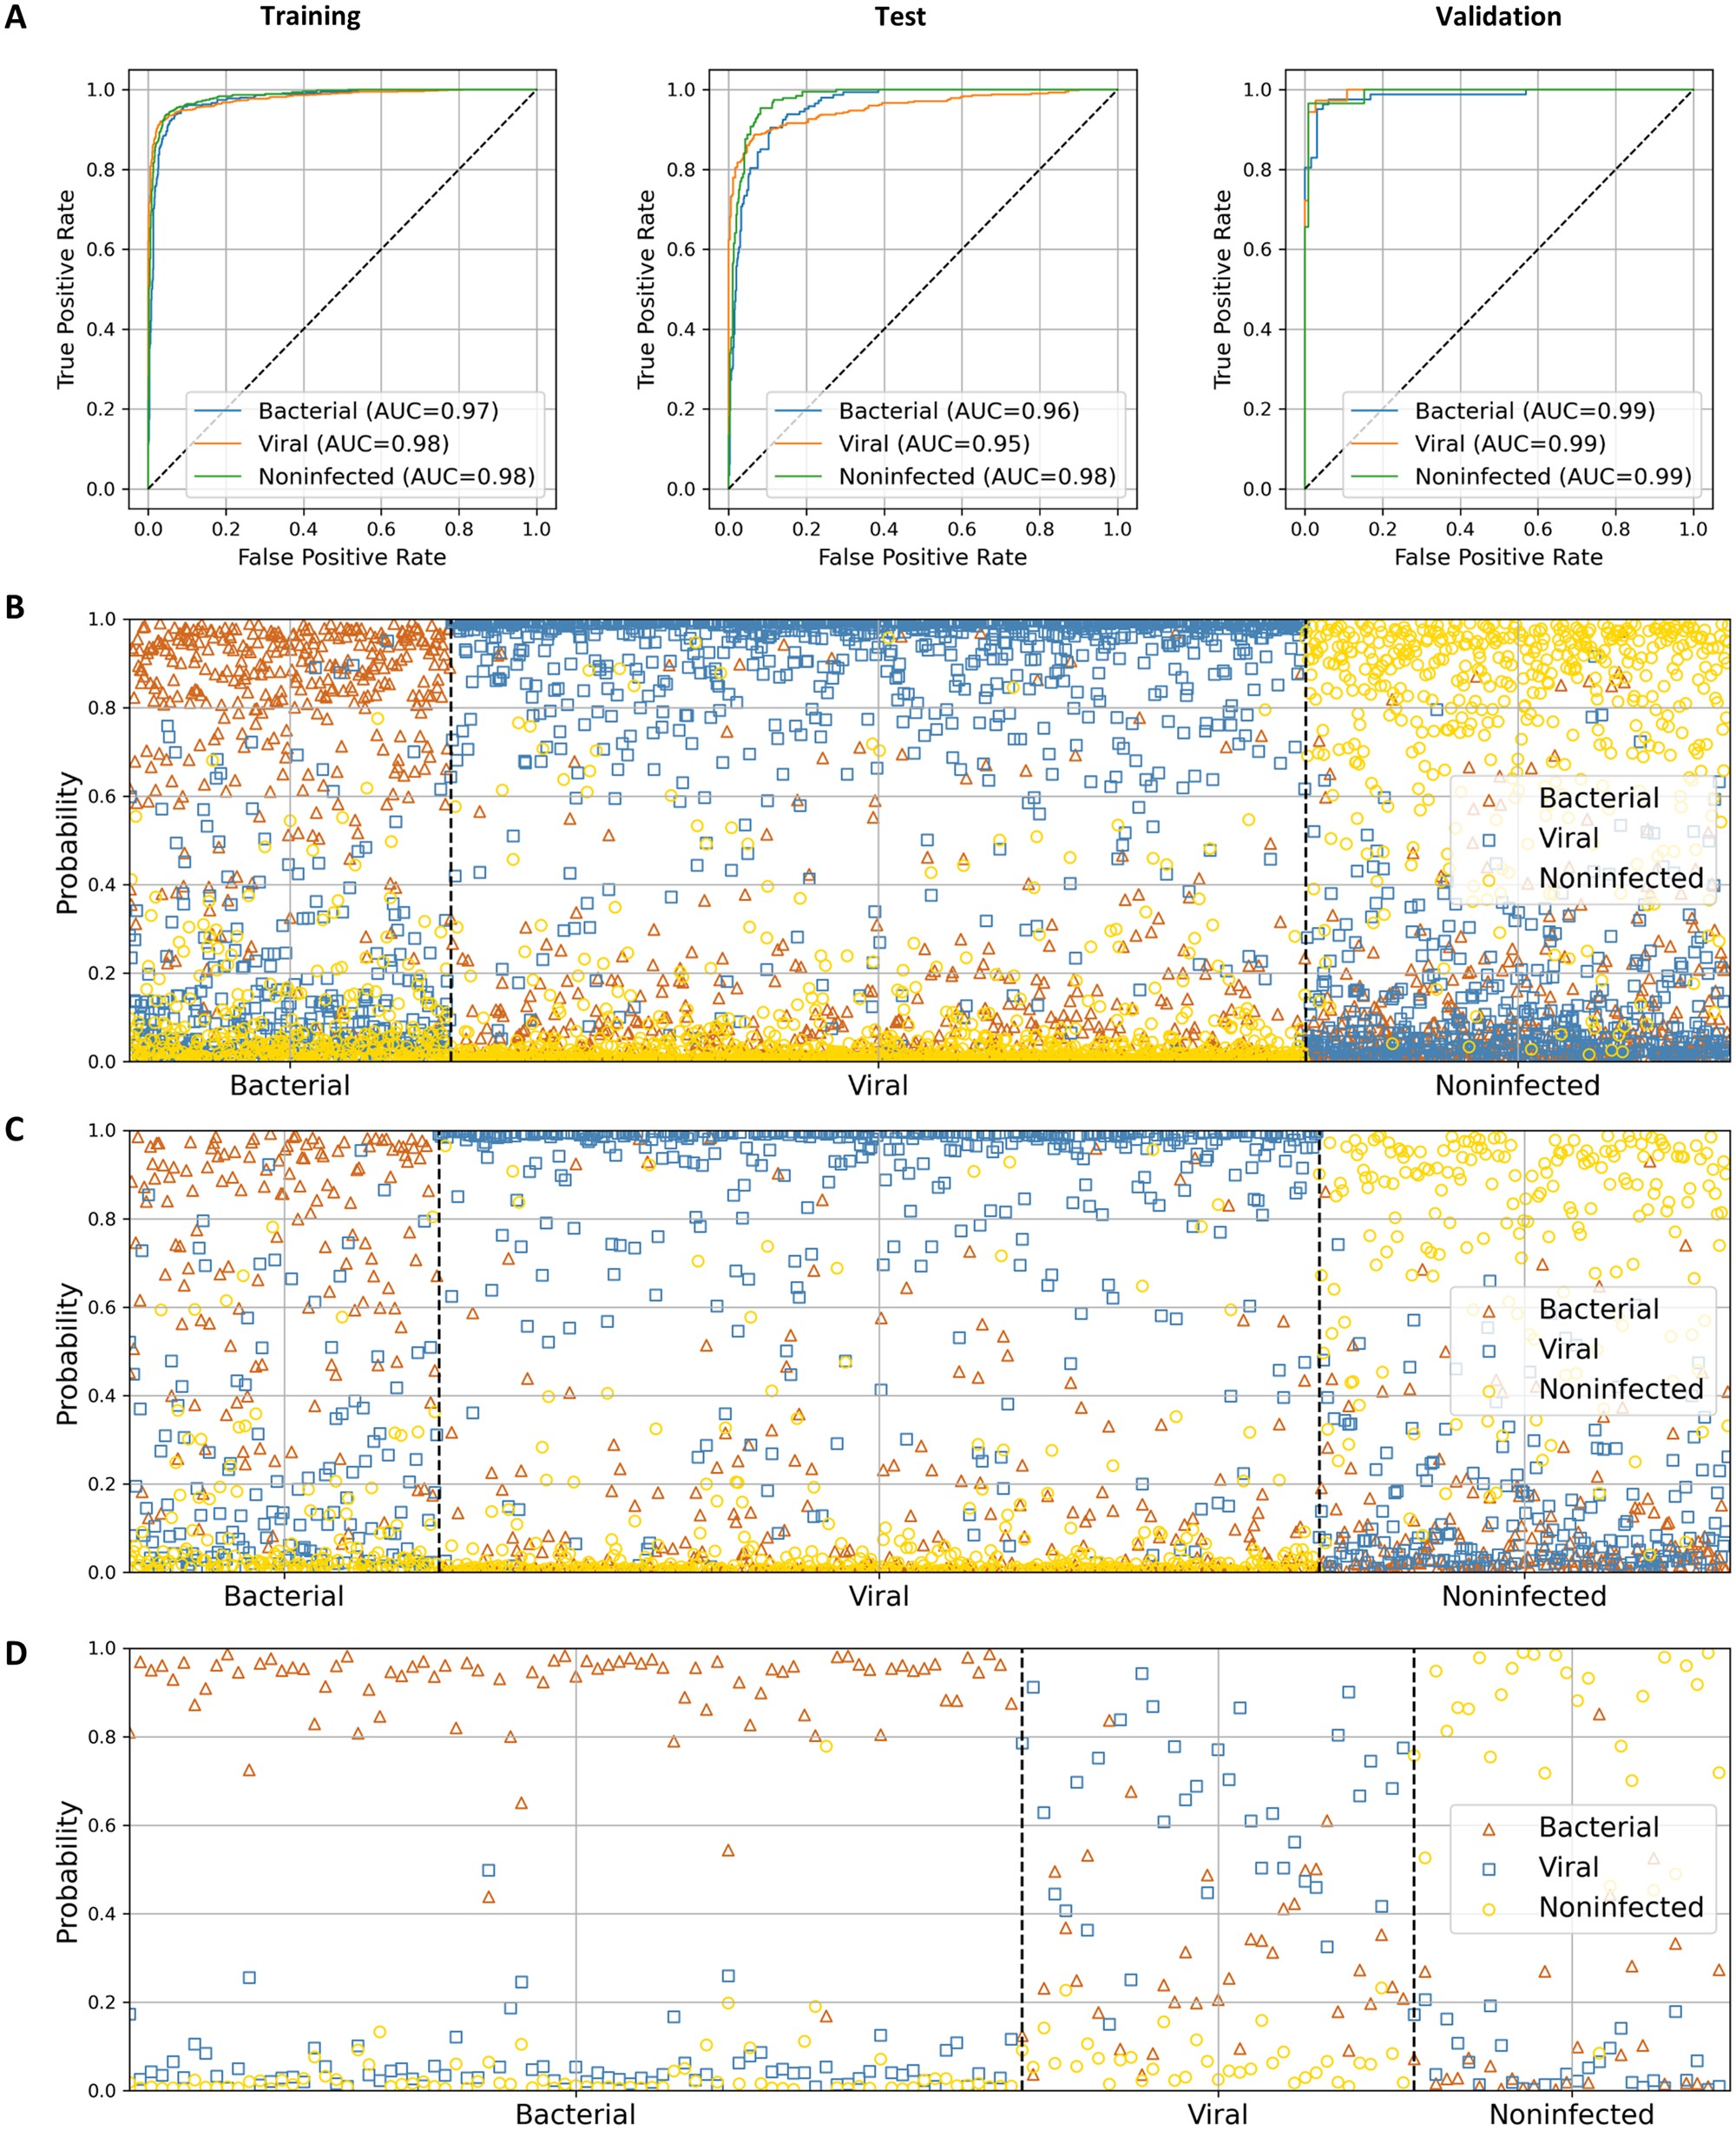 A
Training
Test
Validation
1.0
0.8
0.6
0.4
0.2
0.0
True Positive Rate
Bacterial (AUC=0.97)
Viral (AUC=0.98)
Noninfected (AUC=0.98)
0.0 0.2 0.4 0.6 0.8 1.0
False Positive Rate
1.0
0.8
0.6
0.4
0.2
0.0
True Positive Rate
Bacterial (AUC=0.96)
Viral (AUC=0.95)
Noninfected (AUC=0.98)
0.0 0.2 0.4 0.6 0.8 1.0
False Positive Rate
1.0
0.8
0.6
0.4
0.2
0.0
True Positive Rate
Bacterial (AUC=0.99)
Viral (AUC=0.99)
Noninfected (AUC=0.99)
0.0 0.2 0.4 0.6 0.8 1.0
False Positive Rate
B
1.0
0.8
0.6
0.4
0.2
0.0
Probability
Bacterial
Viral
Noninfected
Bacterial Viral Noninfected
C
1.0
0.8
0.6
0.4
0.2
0.0
Probability
Bacterial
Viral
Noninfected
Bacterial Viral Noninfected
D
1.0
0.8
0.6
0.4
0.2
0.0
Probability
Bacterial
Viral
Noninfected
Bacterial Viral Noninfected